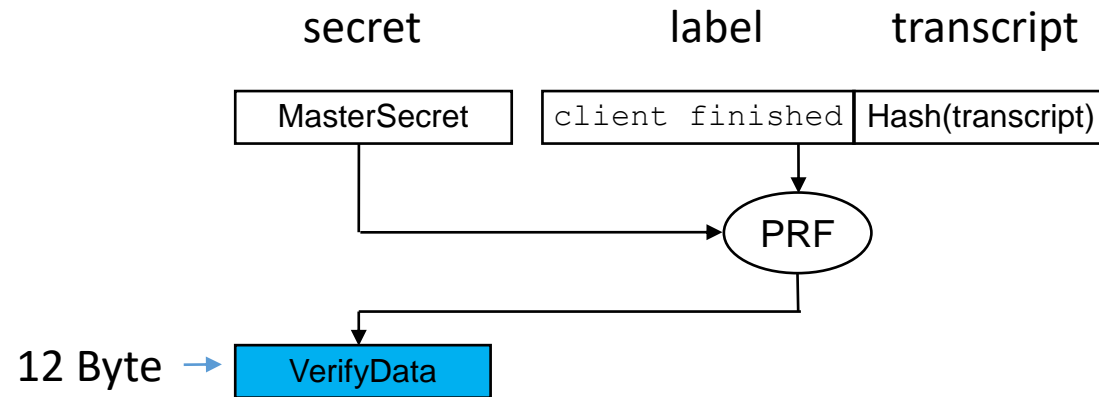 secret label transcript
MasterSecret client finished Hash(transcript)
PRF
12 Byte VerifyData